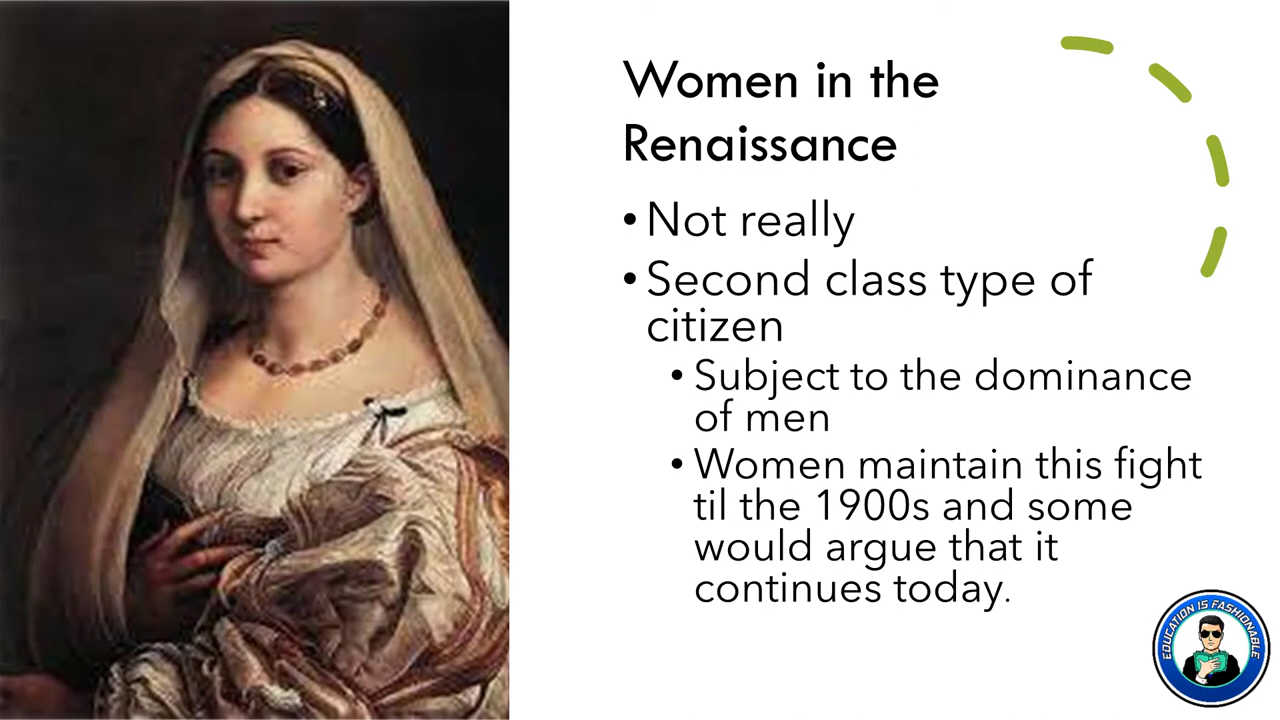 Women in the
Renaissance
• Not really
• Second class type of
citizen
• Subject to the dominance
of men
• Women maintain this fight
til the 1900s and some
would argue that it
continues today.
EDUCATION IS FASHIONABLE